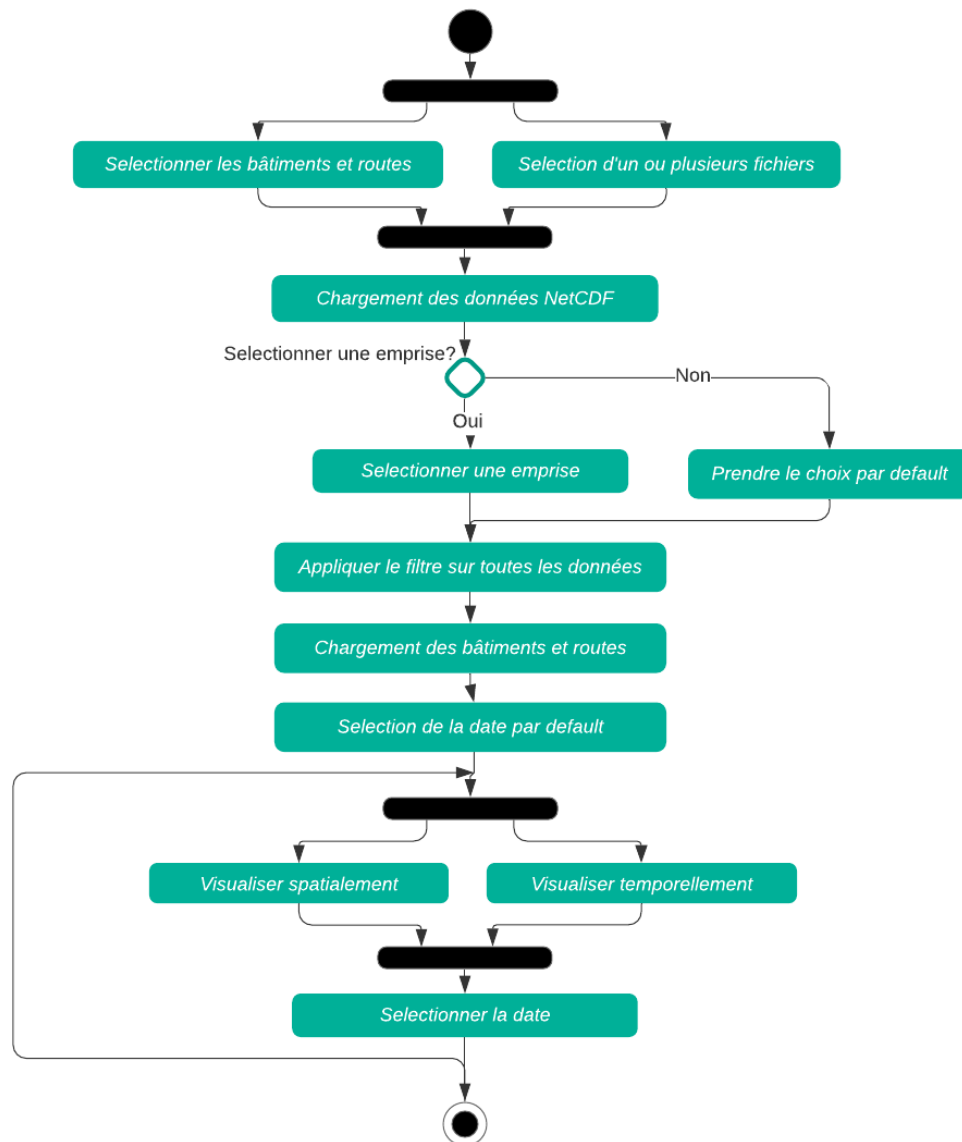 Selectionner les bâtiments et routes
Selection d'un ou plusieurs fichiers
Chargement des données NetCDF
Selectionner une emprise?
Non
Oui
Selectionner une emprise
Prendre le choix par default
Appliquer le filtre sur toutes les données
Chargement des bâtiments et routes
Selection de la date par default
Visualiser spatialement
Visualiser temporellement
Selectionner la date